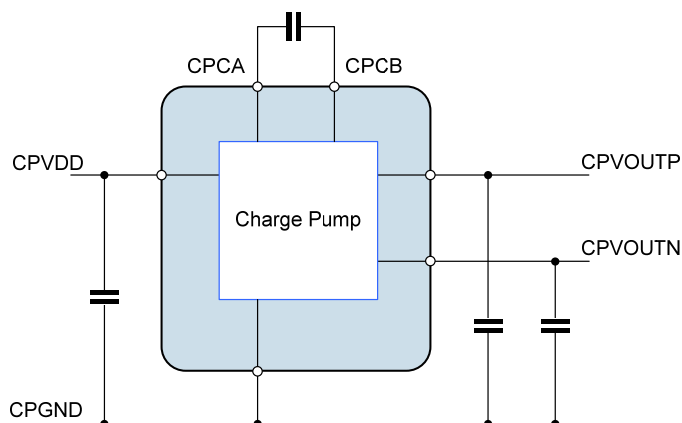 CPCA
CPCB
CPVDD
CPVOUTP
Charge Pump
CPVOUTN
CPGND